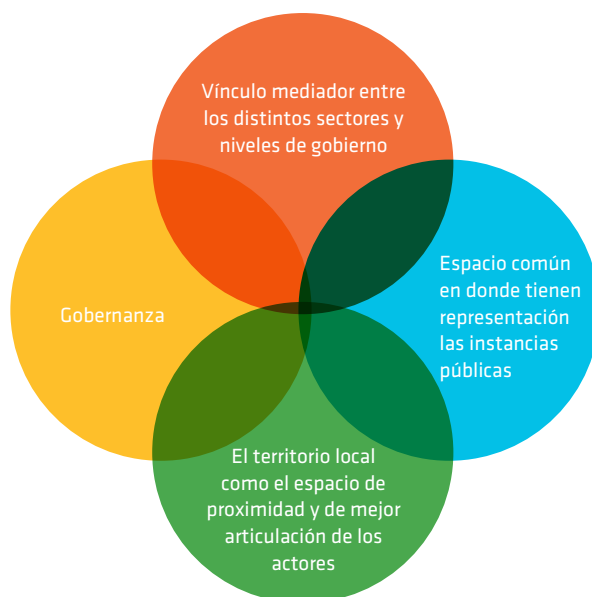 Vínculo mediador entre
los distintos sectores y
niveles de gobierno
Gobernanza
Espacio común
en donde tienen
representación
las instancias
públicas
El territorio local
como el espacio de
proximidad y de mejor
articulación de los
actores